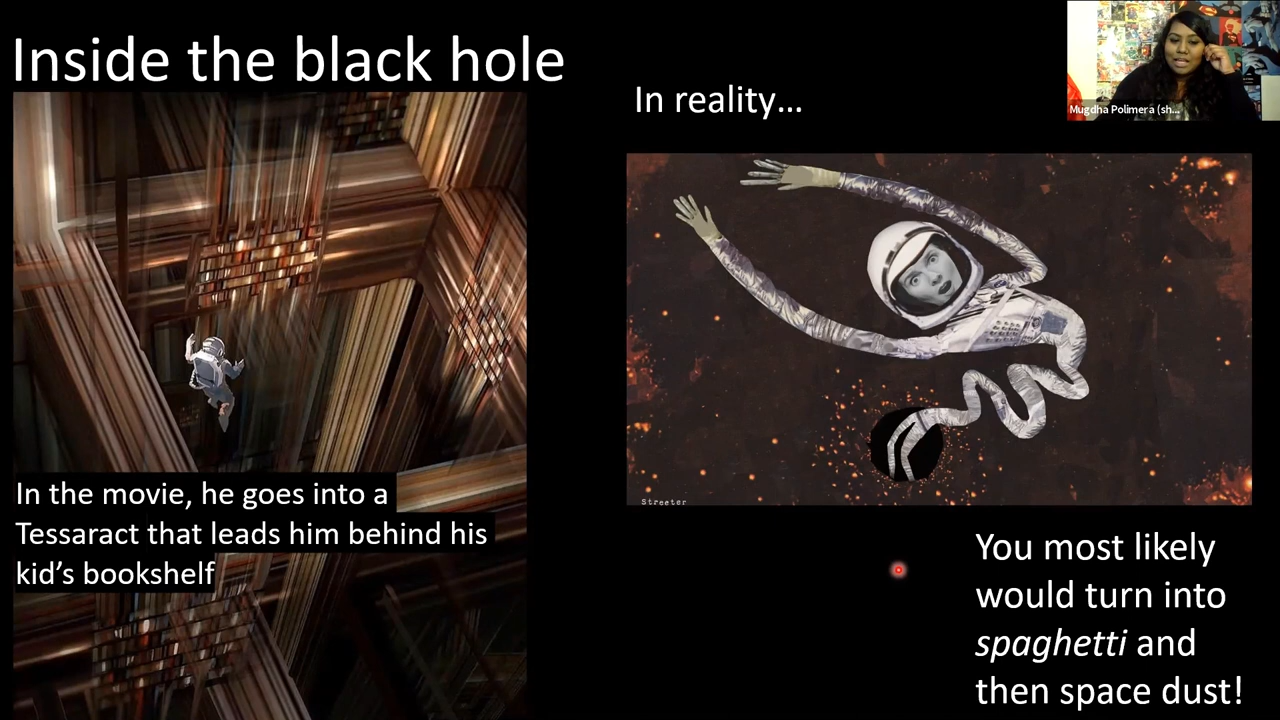 Inside the black hole
In reality...
Mugdha Polimera (sh...
In the movie, he goes into a
Tessaract that leads him behind his
kid's bookshelf
Streeter
You most likely
would turn into
spaghetti and
then space dust!